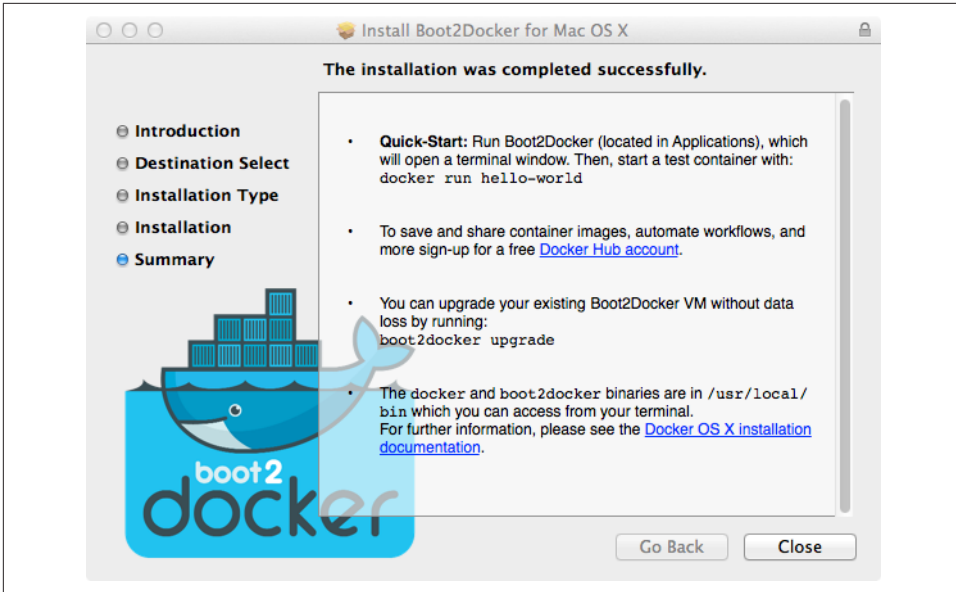 Install Boot2Docker for Mac OS X
The installation was completed successfully.
Introduction
Destination Select
Installation Type
Installation
Summary
• Quick-Start: Run Boot2Docker (located in Applications), which
will open a terminal window. Then, start a test container with:
docker run hello-world
• To save and share container images, automate workflows, and
more sign-up for a free Docker Hub account.
• You can upgrade your existing Boot2Docker VM without data
loss by running:
boot2docker upgrade
• The docker and boot2docker binaries are in /usr/local/
bin which you can access from your terminal.
For further information, please see the Docker OS X installation
documentation.
boot2
docker
Go Back
Close